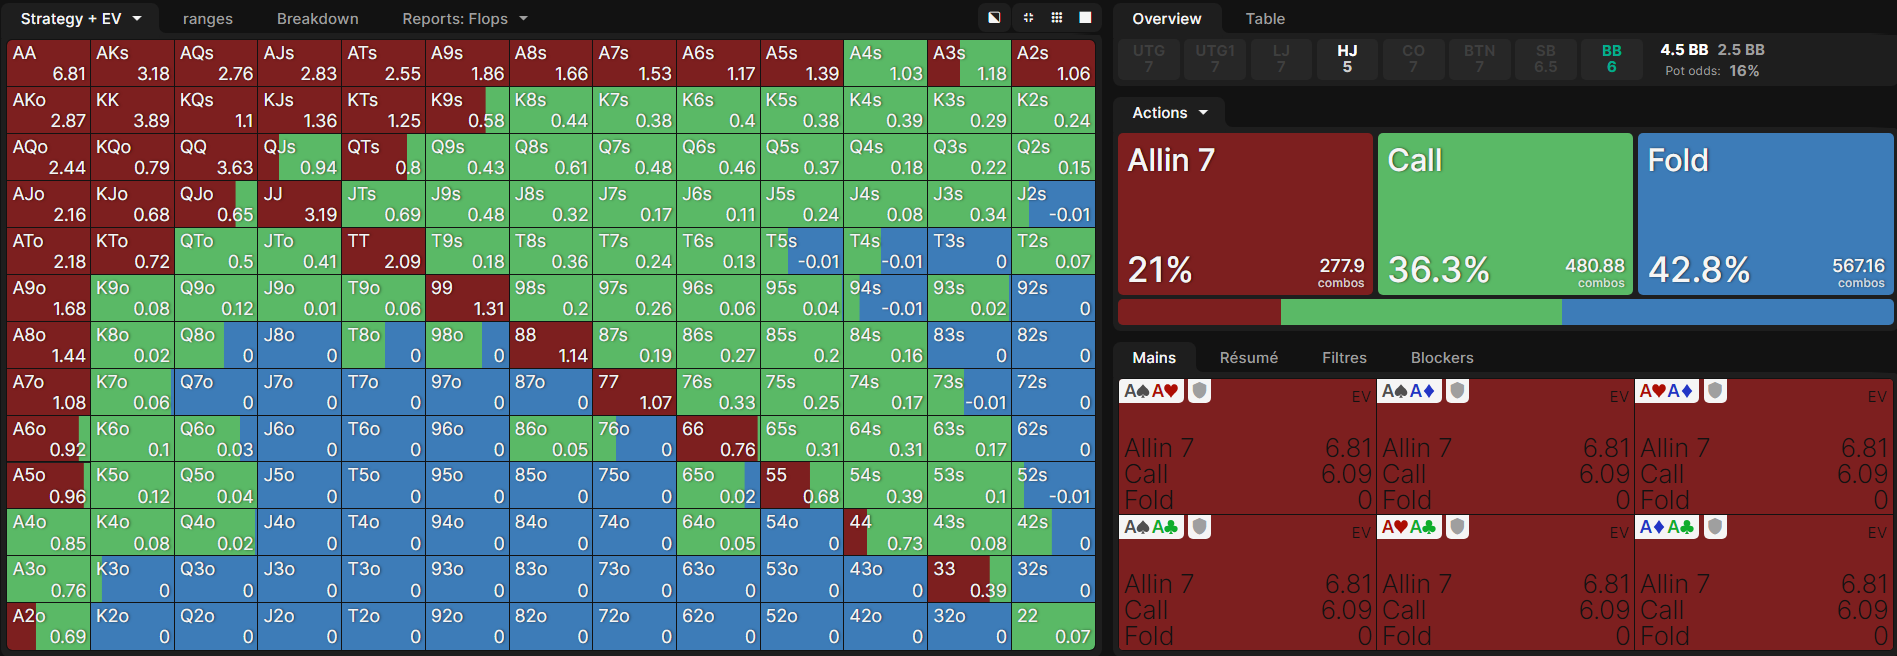 Strategy + EV ranges Breakdown Reports: Flops
AA AKs AQs AJs ATs A9s A8s A7s A6s A5s A4s A3s A2s
6.81 3.18 2.76 2.83 2.55 1.86 1.66 1.53 1.17 1.39 1.03 1.18 1.06
AKo KK KQs KJs KTs K9s K8s K7s K6s K5s K4s K3s K2s
2.87 3.89 1.1 1.36 1.25 0.58 0.44 0.38 0.4 0.38 0.39 0.29 0.24
AQo KQo QQ QJs QTs Q9s Q8s Q7s Q6s Q5s Q4s Q3s Q2s
2.44 0.79 3.63 0.94 0.8 0.43 0.61 0.48 0.46 0.37 0.18 0.22 0.15
AJo KJo QJo JJ JTs J9s J8s J7s J6s J5s J4s J3s J2s
2.16 0.68 0.65 3.19 0.69 0.48 0.32 0.17 0.11 0.24 0.08 0.34 -0.01
ATo KTo QTo JTo TT T9s T8s T7s T6s T5s T4s T3s T2s
2.18 0.72 0.5 0.41 2.09 0.18 0.36 0.24 0.13 -0.01 -0.01 0 0.07
A9o K9o Q9o J9o T9o 99 98s 97s 96s 95s 94s 93s 92s
1.68 0.08 0.12 0.01 0.06 1.31 0.2 0.26 0.06 0.04 -0.01 0.02 0
A8o K8o Q8o J8o T8o 98o 88 87s 86s 85s 84s 83s 82s
1.44 0.02 0 0 0 0 1.14 0.19 0.27 0.2 0.16 0 0
A7o K7o Q7o J7o T7o 97o 87o 77 76s 75s 74s 73s 72s
1.08 0.06 0 0 0 0 0 1.07 0.33 0.25 0.17 -0.01 0
A6o K6o Q6o J6o T6o 96o 86o 76o 66 65s 64s 63s 62s
0.92 0.1 0.03 0 0 0 0.05 0 0.76 0.31 0.31 0.17 0
A5o K5o Q5o J5o T5o 95o 85o 75o 65o 55 54s 53s 52s
0.96 0.12 0.04 0 0 0 0 0 0.02 0.68 0.39 0.1 -0.01
A4o K4o Q4o J4o T4o 94o 84o 74o 64o 54o 44 43s 42s
0.85 0.08 0.02 0 0 0 0 0 0.05 0 0.73 0.08 0
A3o K3o Q3o J3o T3o 93o 83o 73o 63o 53o 43o 33 32s
0.76 0 0 0 0 0 0 0 0 0 0 0.39 0
A2o K2o Q2o J2o T2o 92o 82o 72o 62o 52o 42o 32o 22
0.69 0 0 0 0 0 0 0 0 0 0 0 0.07
Overview Table
UTG UTG1 LJ HJ CO BTN SB BB 4.5 BB 2.5 BB
7 7 7 5 7 7 6.5 6 Pot odds: 16%
Actions
Allin 7 Call Fold
21% 277.9 36.3% 480.88 42.8% 567.16
combos combos combos
Mains Résumé Filtres Blockers
A♠A♥ EV A♠A♦ EV A♥A♦ EV
Allin 7 6.81 Allin 7 6.81 Allin 7 6.81
Call 6.09 Call 6.09 Call 6.09
Fold 0 Fold 0 Fold 0
A♠A♣ EV A♥A♣ EV A♦A♣ EV
Allin 7 6.81 Allin 7 6.81 Allin 7 6.81
Call 6.09 Call 6.09 Call 6.09
Fold 0 Fold 0 Fold 0